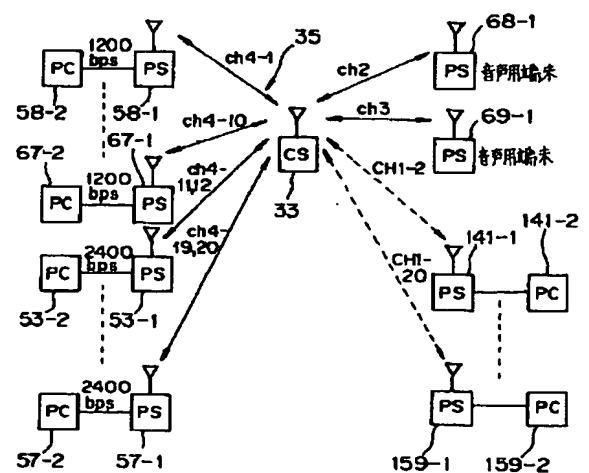 1200
bps
PC
PS
58-2
58-1
ch4-1
35
67-2
67-1
ch4-10
1200
bps
PC
PS
ch4-
11,12
2400
bps
PC
PS
53-2
53-1
ch4-
19,20
2400
bps
PC
PS
57-2
57-1
CS
33
ch2
68-1
PS
音声用端末
ch3
69-1
PS
音声用端末
CH1-2
141-1
141-2
PS
PC
CH1-
20
PS
PC
159-1
159-2